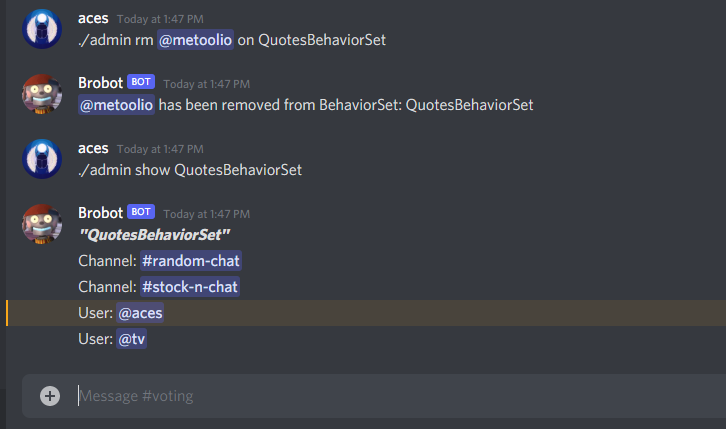 aces Today at 1:47 PM
./admin rm @metoolio on QuotesBehaviorSet
Brobot BOT Today at 1:47 PM
@metoolio has been removed from BehaviorSet: QuotesBehaviorSet
aces Today at 1:47 PM
./admin show QuotesBehaviorSet
Brobot BOT Today at 1:47 PM
"QuotesBehaviorSet"
Channel: #random-chat
Channel: #stock-n-chat
User: @aces
User: @tv
Message #voting